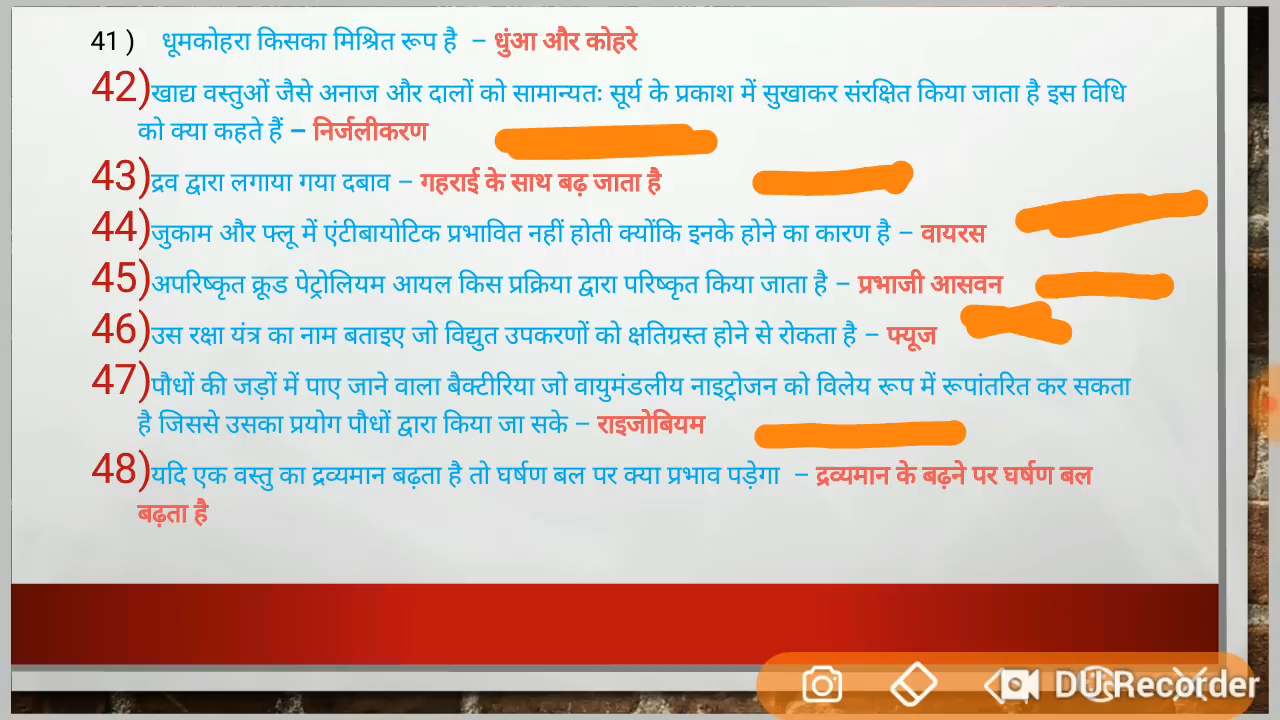 41 ) धूमकोहरा किसका मिश्रित रूप है – धुंआ और कोहरे
42)खाद्य वस्तुओं जैसे अनाज और दालों को सामान्यतः सूर्य के प्रकाश में सुखाकर संरक्षित किया जाता है इस विधि
को क्या कहते हैं – निर्जलीकरण
43)द्रव द्वारा लगाया गया दबाव – गहराई के साथ बढ़ जाता है
44)जुकाम और फ्लू में एंटीबायोटिक प्रभावित नहीं होती क्योंकि इनके होने का कारण है – वायरस
45)अपरिष्कृत क्रूड पेट्रोलियम आयल किस प्रक्रिया द्वारा परिष्कृत किया जाता है – प्रभाजी आसवन
46)उस रक्षा यंत्र का नाम बताइए जो विद्युत उपकरणों को क्षतिग्रस्त होने से रोकता है – फ्यूज
47)पौधों की जड़ों में पाए जाने वाला बैक्टीरिया जो वायुमंडलीय नाइट्रोजन को विलेय रूप में रूपांतरित कर सकता
है जिससे उसका प्रयोग पौधों द्वारा किया जा सके – राइजोबियम
48)यदि एक वस्तु का द्रव्यमान बढ़ता है तो घर्षण बल पर क्या प्रभाव पड़ेगा – द्रव्यमान के बढ़ने पर घर्षण बल
बढ़ता है
DU Recorder